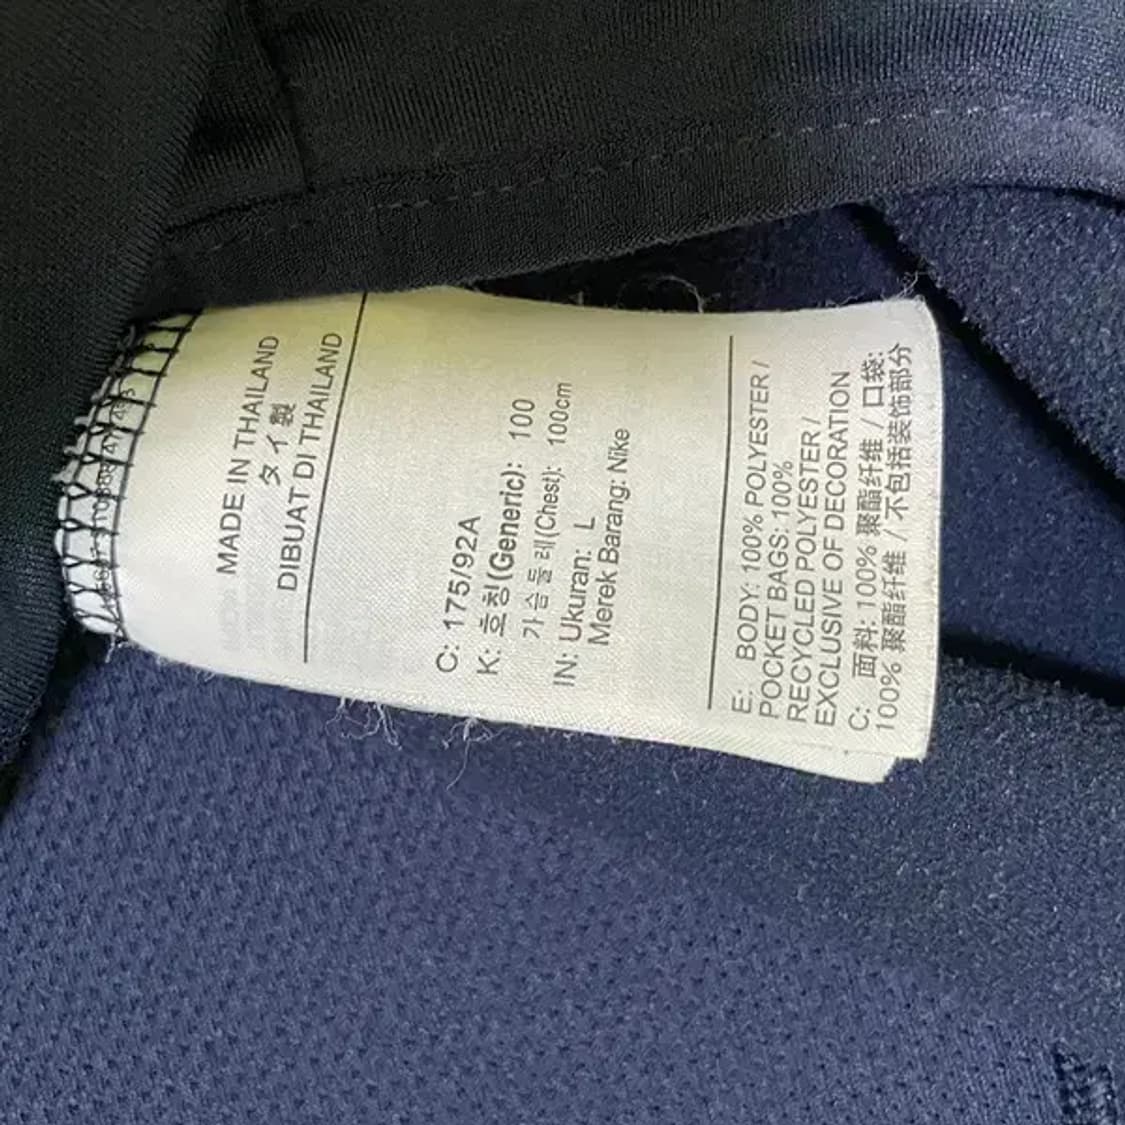 MADE IN THAILAND
タイ製
DIBUAT DI THAILAND
C: 175/92A
K: 호칭(Generic): 100
가슴둘레(Chest): 100cm
IN: Ukuran: L
Merek Barang: Nike
E: BODY: 100% POLYESTER /
POCKET BAGS: 100%
RECYCLED POLYESTER /
EXCLUSIVE OF DECORATION
C: 面料: 100% 聚酯纤维 / 口袋:
100% 聚酯纤维 / 不包括装饰部分